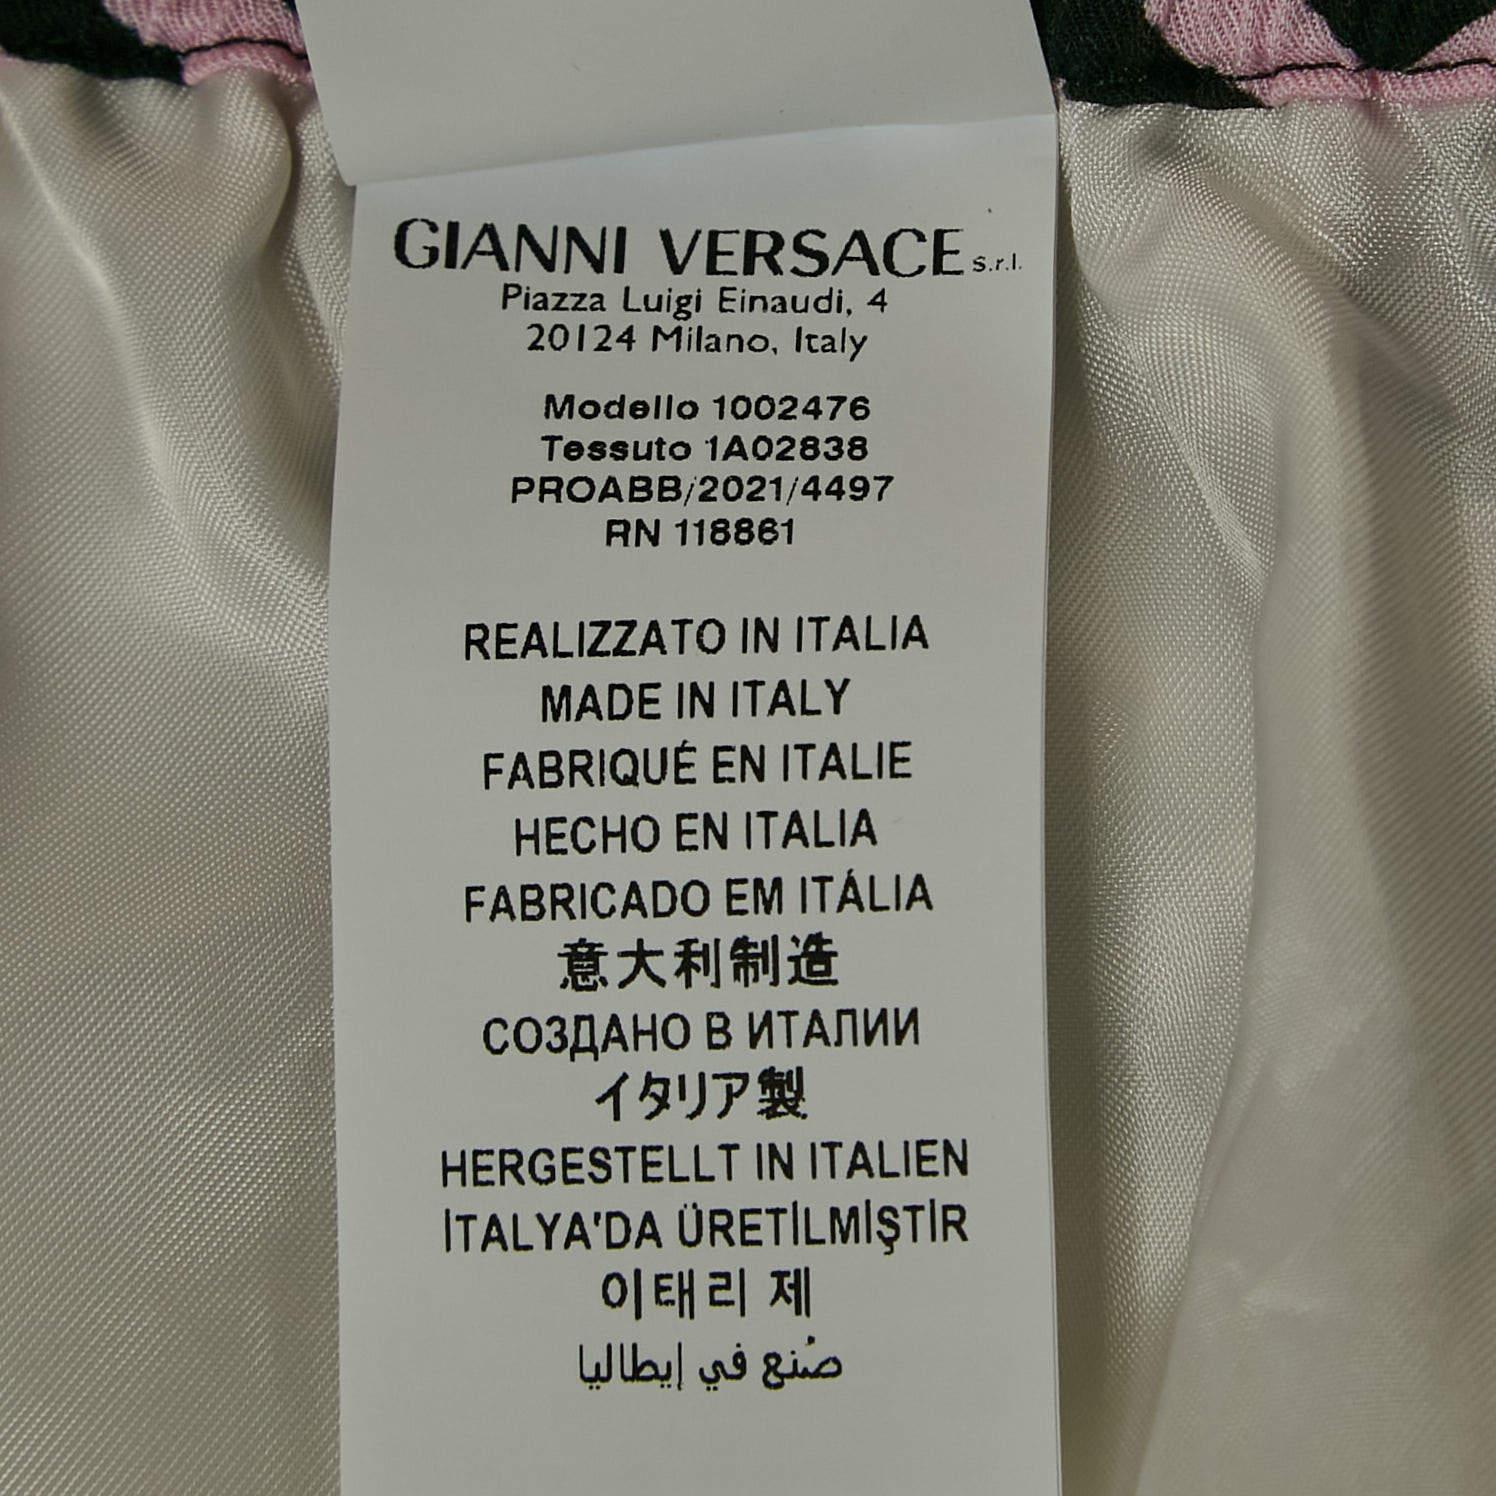 GIANNI VERSACE s.r.l.
Piazza Luigi Einaudi, 4
20124 Milano, Italy
Modello 1002476
Tessuto 1A02838
PROABB/2021/4497
RN 118861
REALIZZATO IN ITALIA
MADE IN ITALY
FABRIQUÉ EN ITALIE
HECHO EN ITALIA
FABRICADO EM ITÁLIA
意大利制造
СОЗДАНО В ИТАЛИИ
イタリア製
HERGESTELLT IN ITALIEN
İTALYA'DA ÜRETİLMİŞTİR
이태리 제
صُنع في إيطاليا